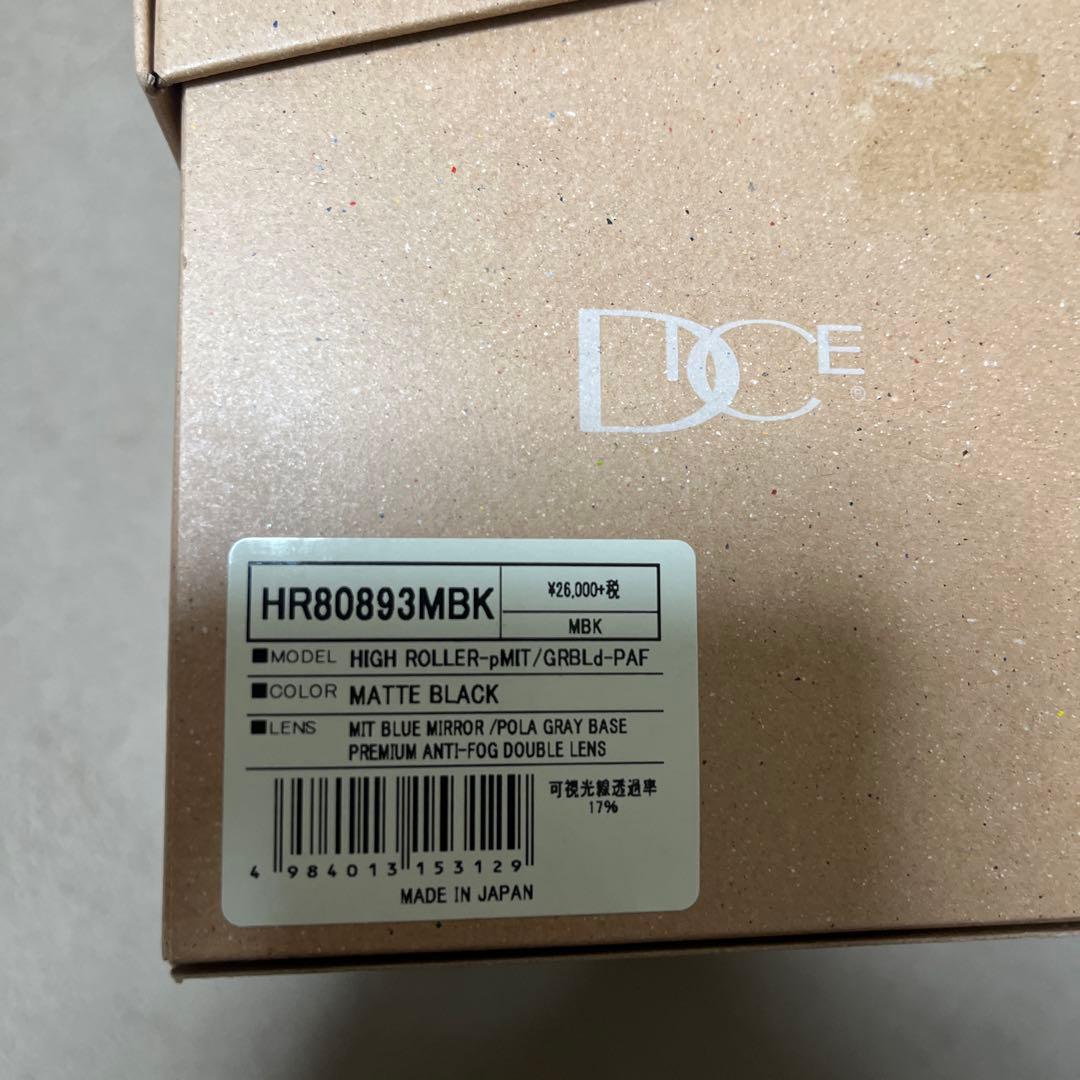 DICE®
HR80893MBK
¥26,000+税
MBK
■MODEL HIGH ROLLER-pMIT/GRBLd-PAF
■COLOR MATTE BLACK
■LENS MIT BLUE MIRROR /POLA GRAY BASE
PREMIUM ANTI-FOG DOUBLE LENS
可視光線透過率
17%
4 984013 153129
MADE IN JAPAN